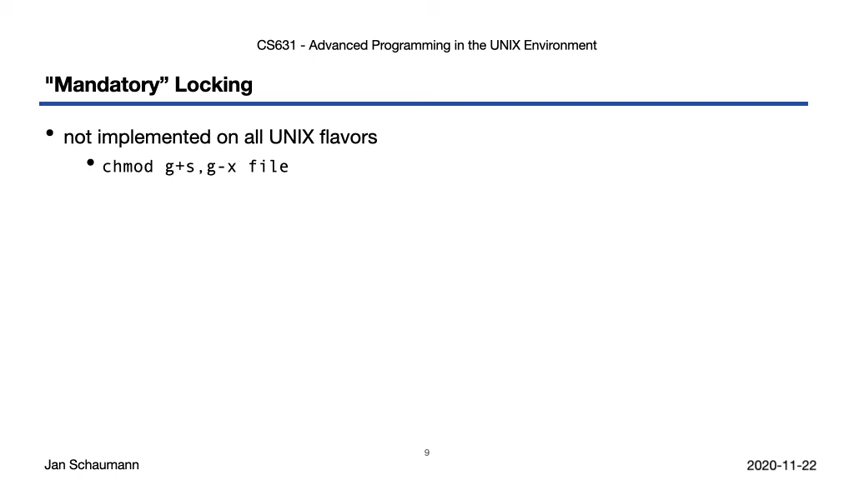 CS631 - Advanced Programming in the UNIX Environment
"Mandatory” Locking
• not implemented on all UNIX flavors
• chmod g+s,g-x file
9
Jan Schaumann
2020-11-22